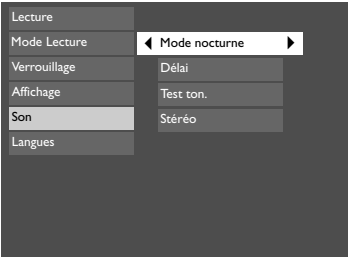 Lecture
Mode Lecture
Verrouillage
Affichage
Son
Langues
Mode nocturne
Délai
Test ton.
Stéréo